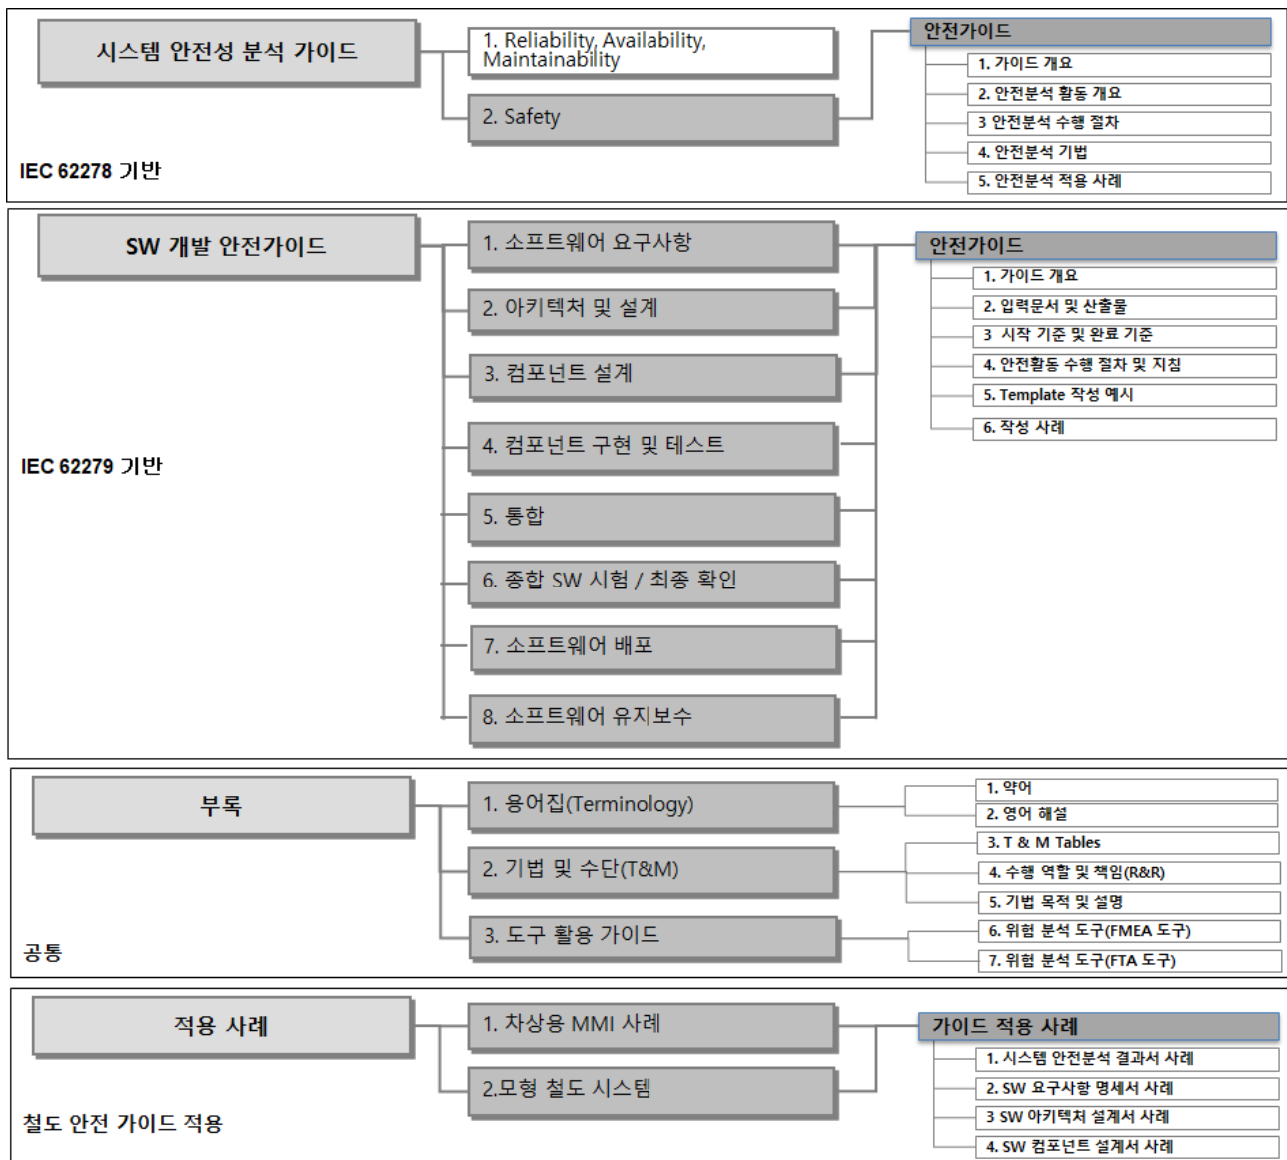 시스템 안전성 분석 가이드
1. Reliability, Availability,
Maintainability
2. Safety
IEC 62278 기반
안전가이드
1. 가이드 개요
2. 안전분석 활동 개요
3 안전분석 수행 절차
4. 안전분석 기법
5. 안전분석 적용 사례
SW 개발 안전가이드
1. 소프트웨어 요구사항
2. 아키텍처 및 설계
3. 컴포넌트 설계
4. 컴포넌트 구현 및 테스트
5. 통합
6. 종합 SW 시험 / 최종 확인
7. 소프트웨어 배포
8. 소프트웨어 유지보수
IEC 62279 기반
안전가이드
1. 가이드 개요
2. 입력문서 및 산출물
3 시작 기준 및 완료 기준
4. 안전활동 수행 절차 및 지침
5. Template 작성 예시
6. 작성 사례
부록
1. 용어집(Terminology)
2. 기법 및 수단(T&M)
3. 도구 활용 가이드
공통
1. 약어
2. 영어 해설
3. T & M Tables
4. 수행 역할 및 책임(R&R)
5. 기법 목적 및 설명
6. 위험 분석 도구(FMEA 도구)
7. 위험 분석 도구(FTA 도구)
적용 사례
1. 차상용 MMI 사례
2.모형 철도 시스템
철도 안전 가이드 적용
가이드 적용 사례
1. 시스템 안전분석 결과서 사례
2. SW 요구사항 명세서 사례
3 SW 아키텍처 설계서 사례
4. SW 컴포넌트 설계서 사례